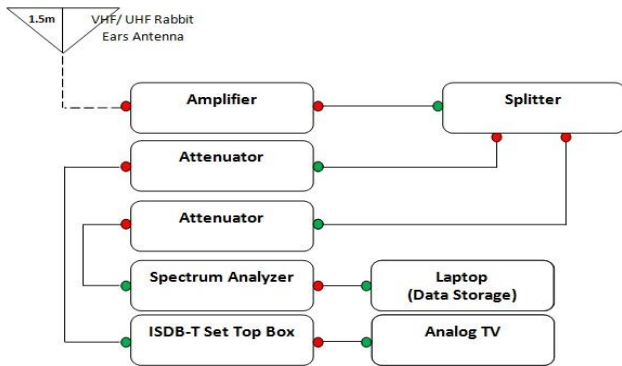 1.5m
VHF/ UHF Rabbit
Ears Antenna
Amplifier
Splitter
Attenuator
Attenuator
Spectrum Analyzer
Laptop
(Data Storage)
ISDB-T Set Top Box
Analog TV